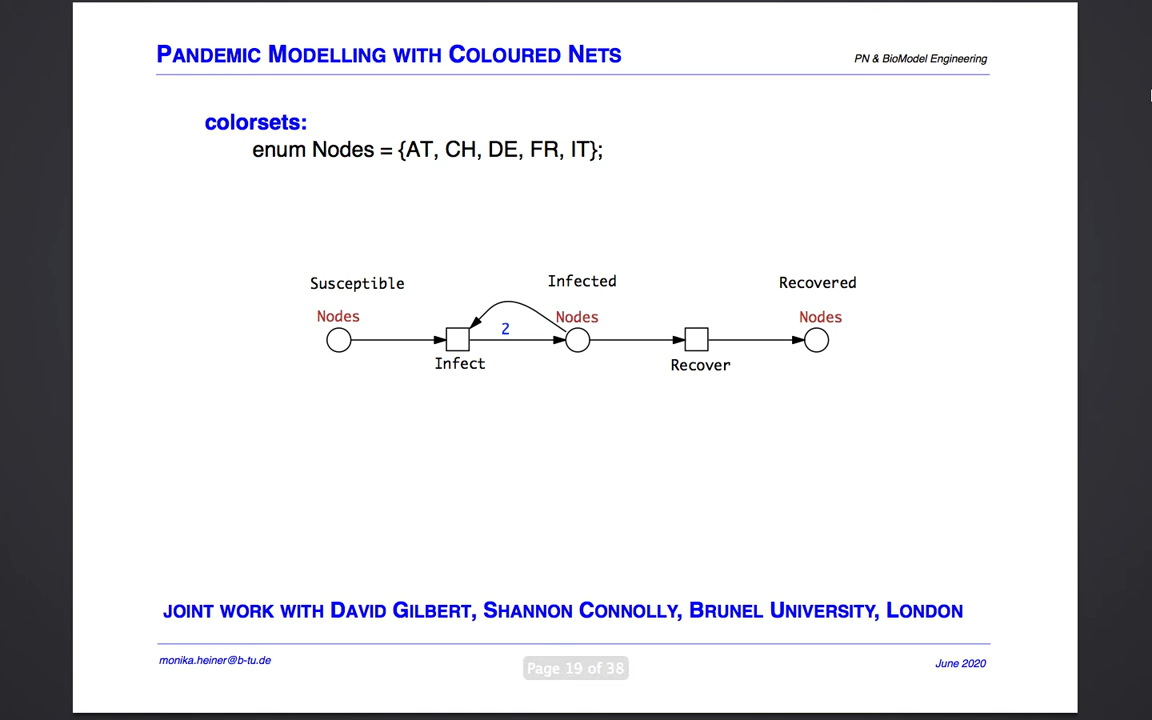 PANDEMIC MODELLING WITH COLOURED NETS
PN & BioModel Engineering
colorsets:
enum Nodes = {AT, CH, DE, FR, IT};
Susceptible
Infected
Recovered
Nodes
Nodes
Nodes
2
Infect
Recover
JOINT WORK WITH DAVID GILBERT, SHANNON CONNOLLY, BRUNEL UNIVERSITY, LONDON
monika.heiner@b-tu.de
Page 19 of 38
June 2020